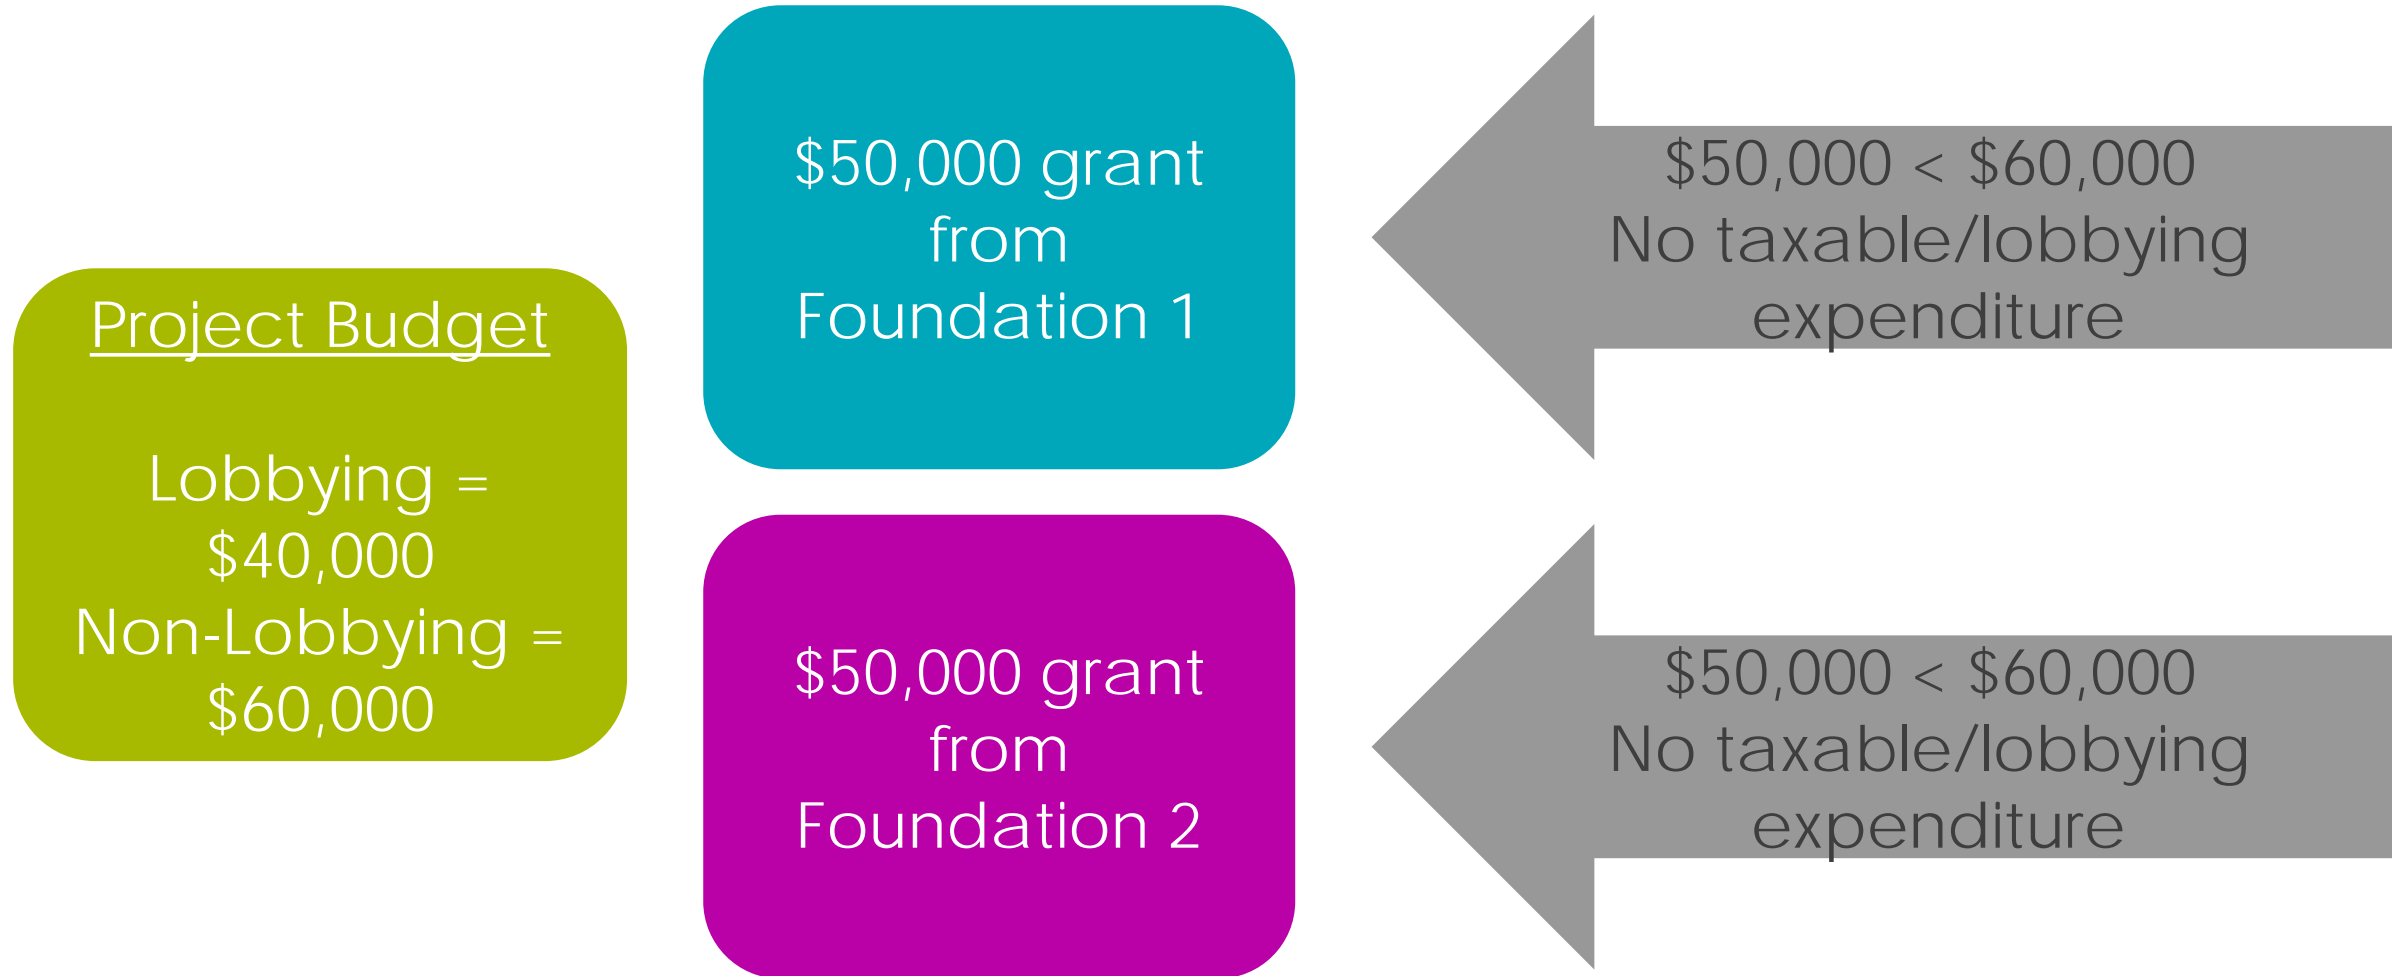 Project Budget
Lobbying =
$40,000
Non-Lobbying =
$60,000
$50,000 grant
from
Foundation 1
$50,000 < $60,000
No taxable/lobbying
expenditure
$50,000 grant
from
Foundation 2
$50,000 < $60,000
No taxable/lobbying
expenditure